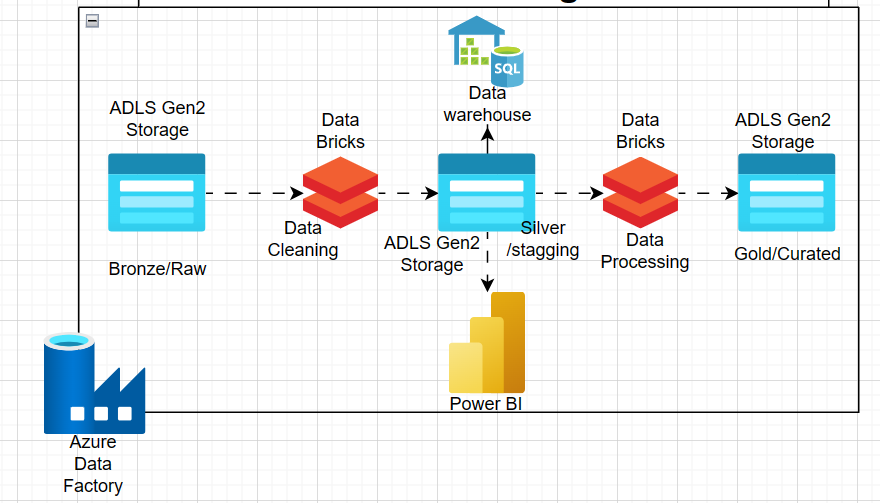 SQL
Data
warehouse
ADLS Gen2
Storage
Data
Bricks
Data
Bricks
ADLS Gen2
Storage
Data
Cleaning
ADLS Gen2
Storage
Silver
/stagging
Data
Processing
Gold/Curated
Bronze/Raw
Power BI
Azure
Data
Factory